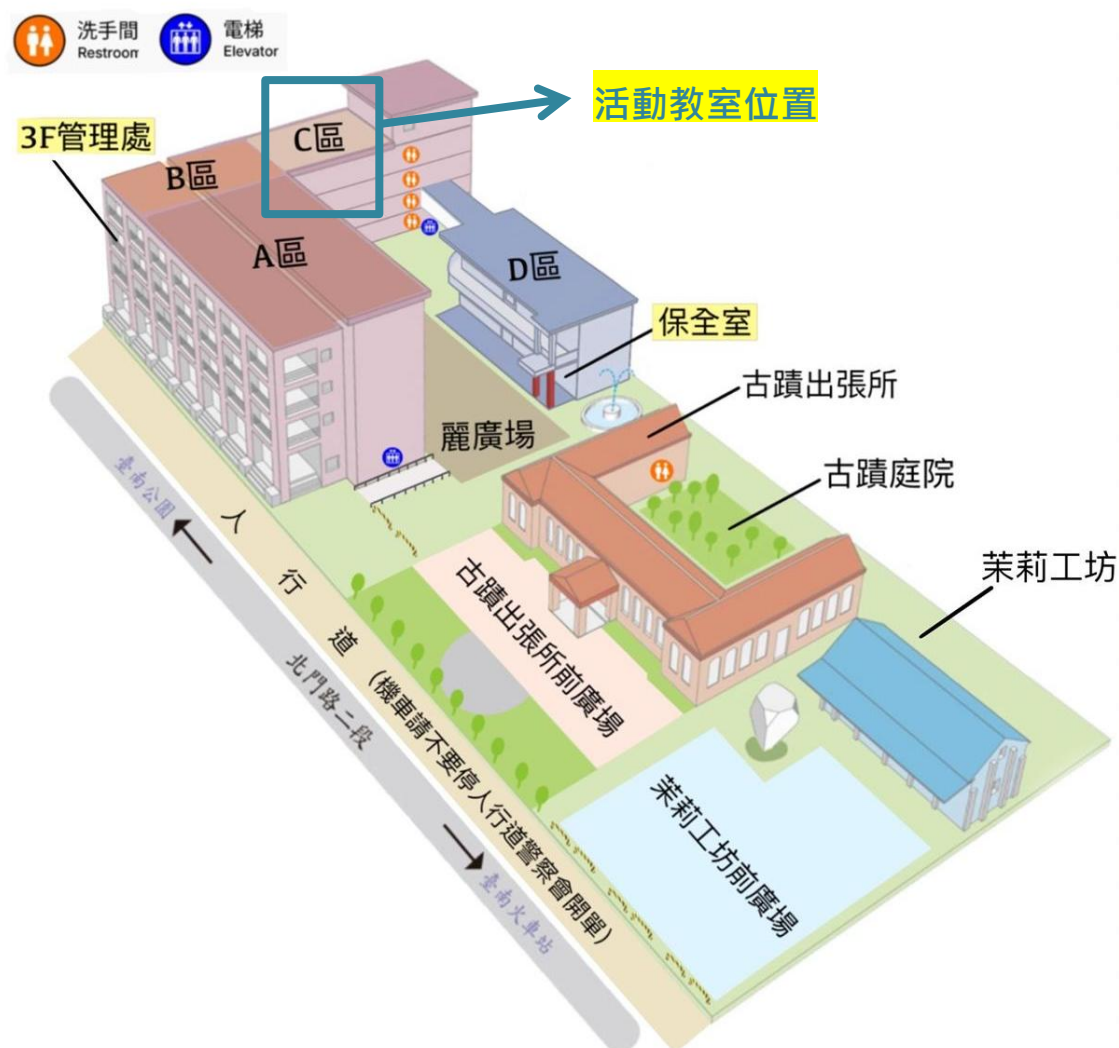 洗手間
Restroom
電梯
Elevator
活動教室位置
3F管理處
C區
B區
A區
D區
保全室
古蹟出張所
麗廣場
古蹟庭院
茉莉工坊
臺南公園
人行道(機車請不要停人行道警察會開單)
古蹟出張所前廣場
北門路二段
茉莉工坊前廣場
臺南火車站